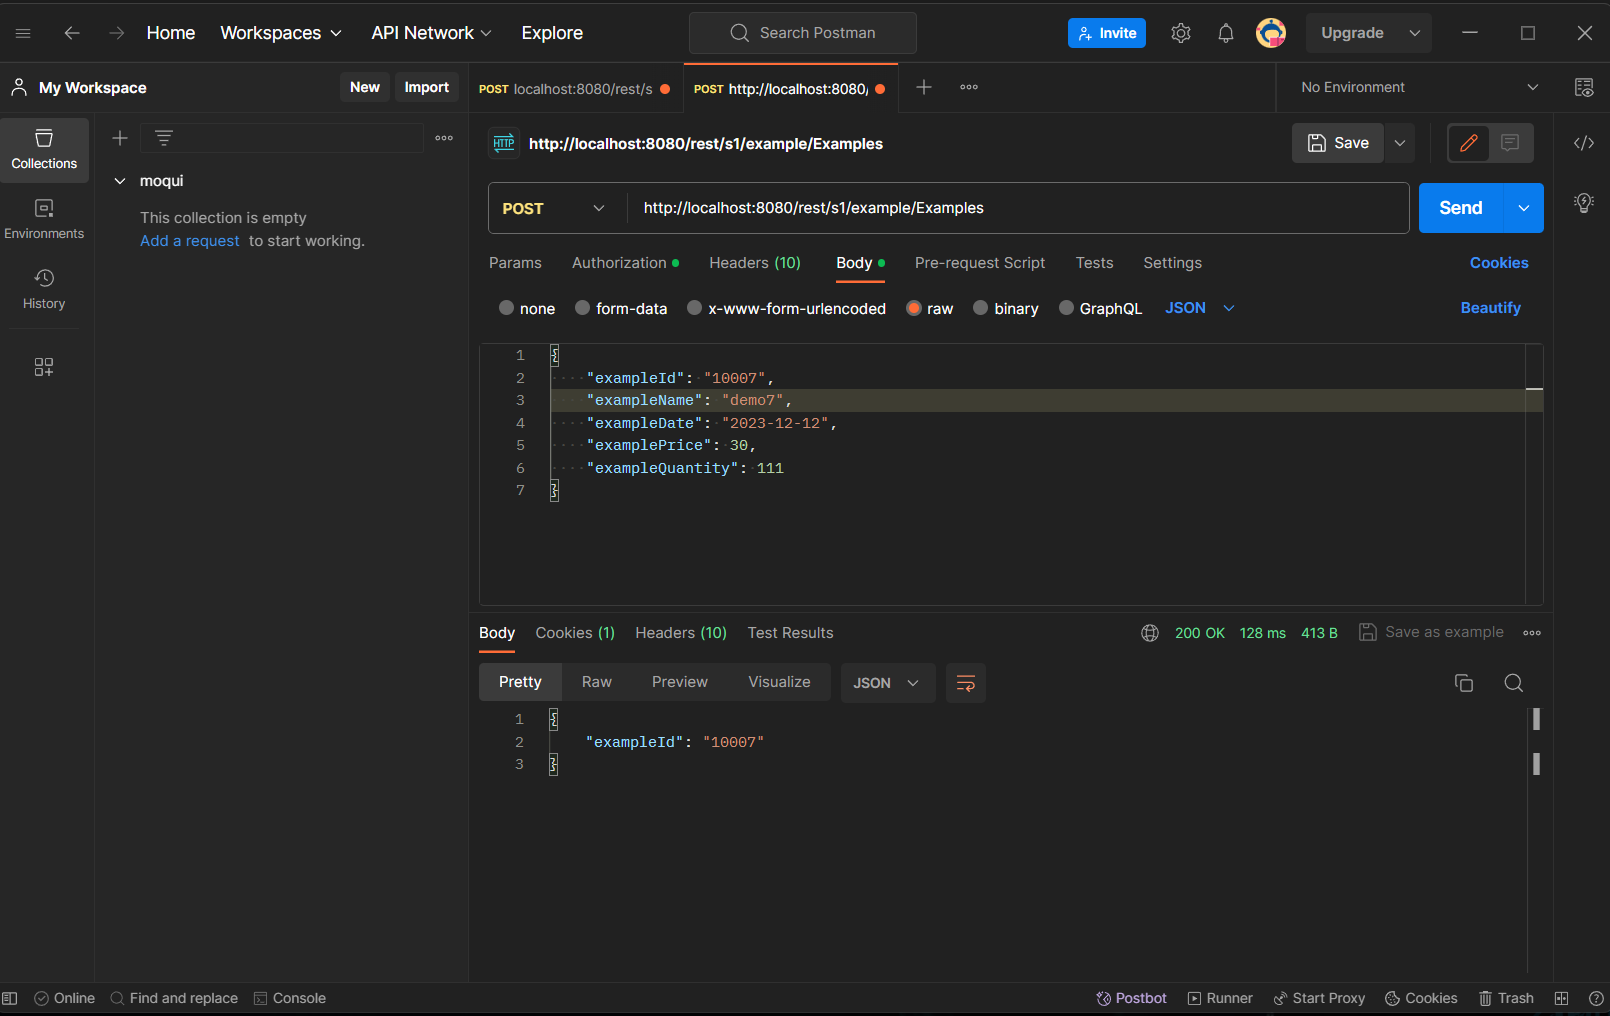 Home Workspaces API Network Explore Search Postman Invite Upgrade
My Workspace New Import POST localhost:8080/rest/s POST http://localhost:8080/ No Environment
HTTP http://localhost:8080/rest/s1/example/Examples Save
Collections
moqui
This collection is empty
Add a request to start working.
Environments
History
POST http://localhost:8080/rest/s1/example/Examples Send
Params Authorization Headers (10) Body Pre-request Script Tests Settings Cookies
none form-data x-www-form-urlencoded raw binary GraphQL JSON Beautify
1 {
2 "exampleId": "10007",
3 "exampleName": "demo7",
4 "exampleDate": "2023-12-12",
5 "examplePrice": 30,
6 "exampleQuantity": 111
7 }
Body Cookies (1) Headers (10) Test Results 200 OK 128 ms 413 B Save as example
Pretty Raw Preview Visualize JSON
1 {
2 "exampleId": "10007"
3 }
Online Find and replace Console Postbot Runner Start Proxy Cookies Trash